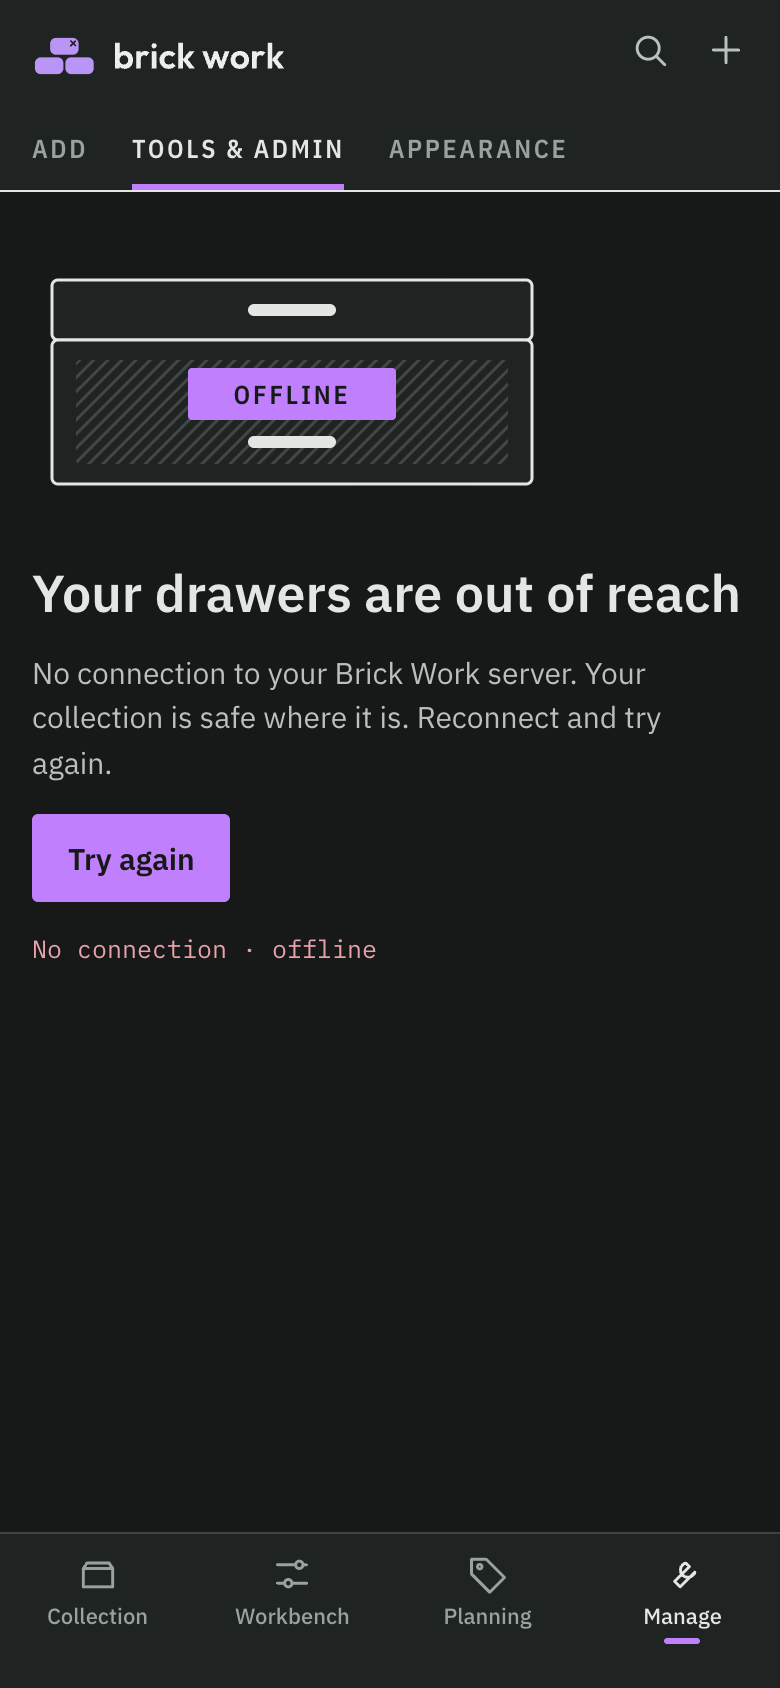 brick work
ADD TOOLS & ADMIN APPEARANCE
OFFLINE
Your drawers are out of reach
No connection to your Brick Work server. Your
collection is safe where it is. Reconnect and try
again.
Try again
No connection · offline
Collection Workbench Planning Manage